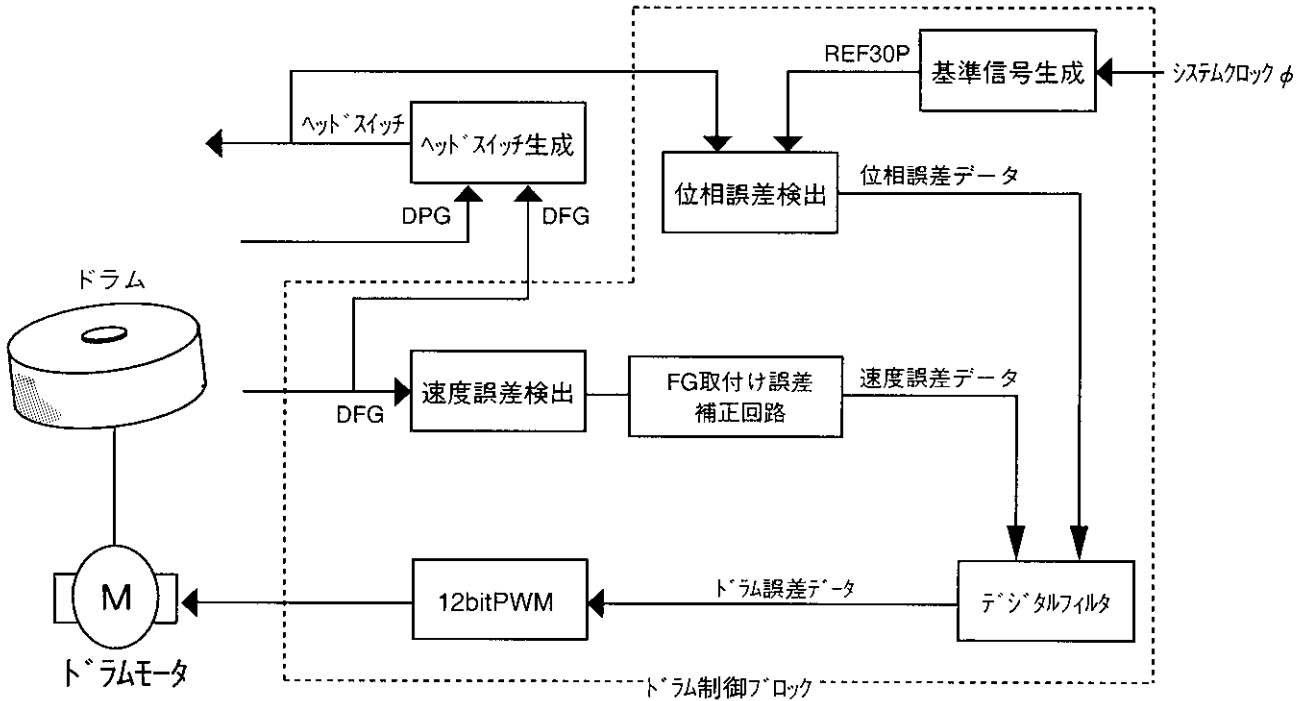 REF30P
基準信号生成
システムクロック φ
ヘッドスイッチ
ヘッドスイッチ生成
位相誤差検出
位相誤差データ
DPG
DFG
ドラム
速度誤差検出
FG取付け誤差
補正回路
速度誤差データ
DFG
M
ドラムモータ
12bitPWM
ドラム誤差データ
デジタルフィルタ
ドラム制御ブロック